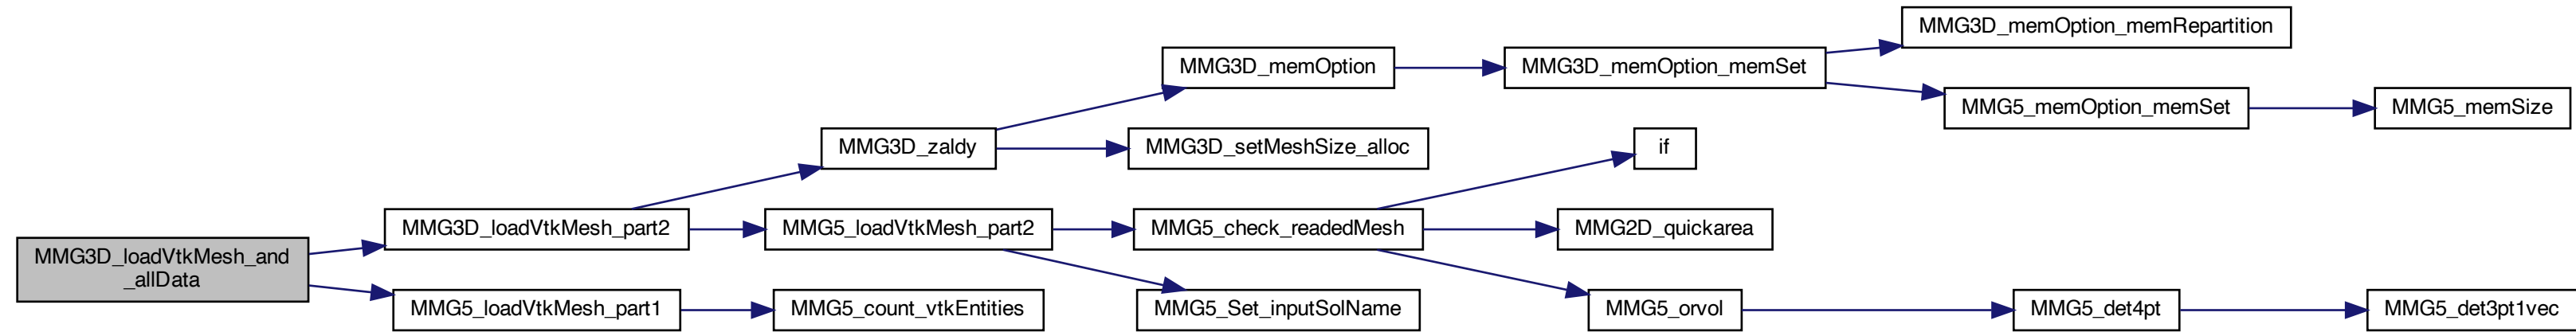 MMG3D_loadVtkMesh_and
_allData
MMG3D_loadVtkMesh_part2
MMG5_loadVtkMesh_part1
MMG3D_zaldy
MMG5_loadVtkMesh_part2
MMG5_count_vtkEntities
MMG3D_memOption
MMG3D_setMeshSize_alloc
MMG5_check_readedMesh
MMG5_Set_inputSolName
MMG3D_memOption_memSet
if
MMG2D_quickarea
MMG5_orvol
MMG3D_memOption_memRepartition
MMG5_memOption_memSet
MMG5_det4pt
MMG5_memSize
MMG5_det3pt1vec